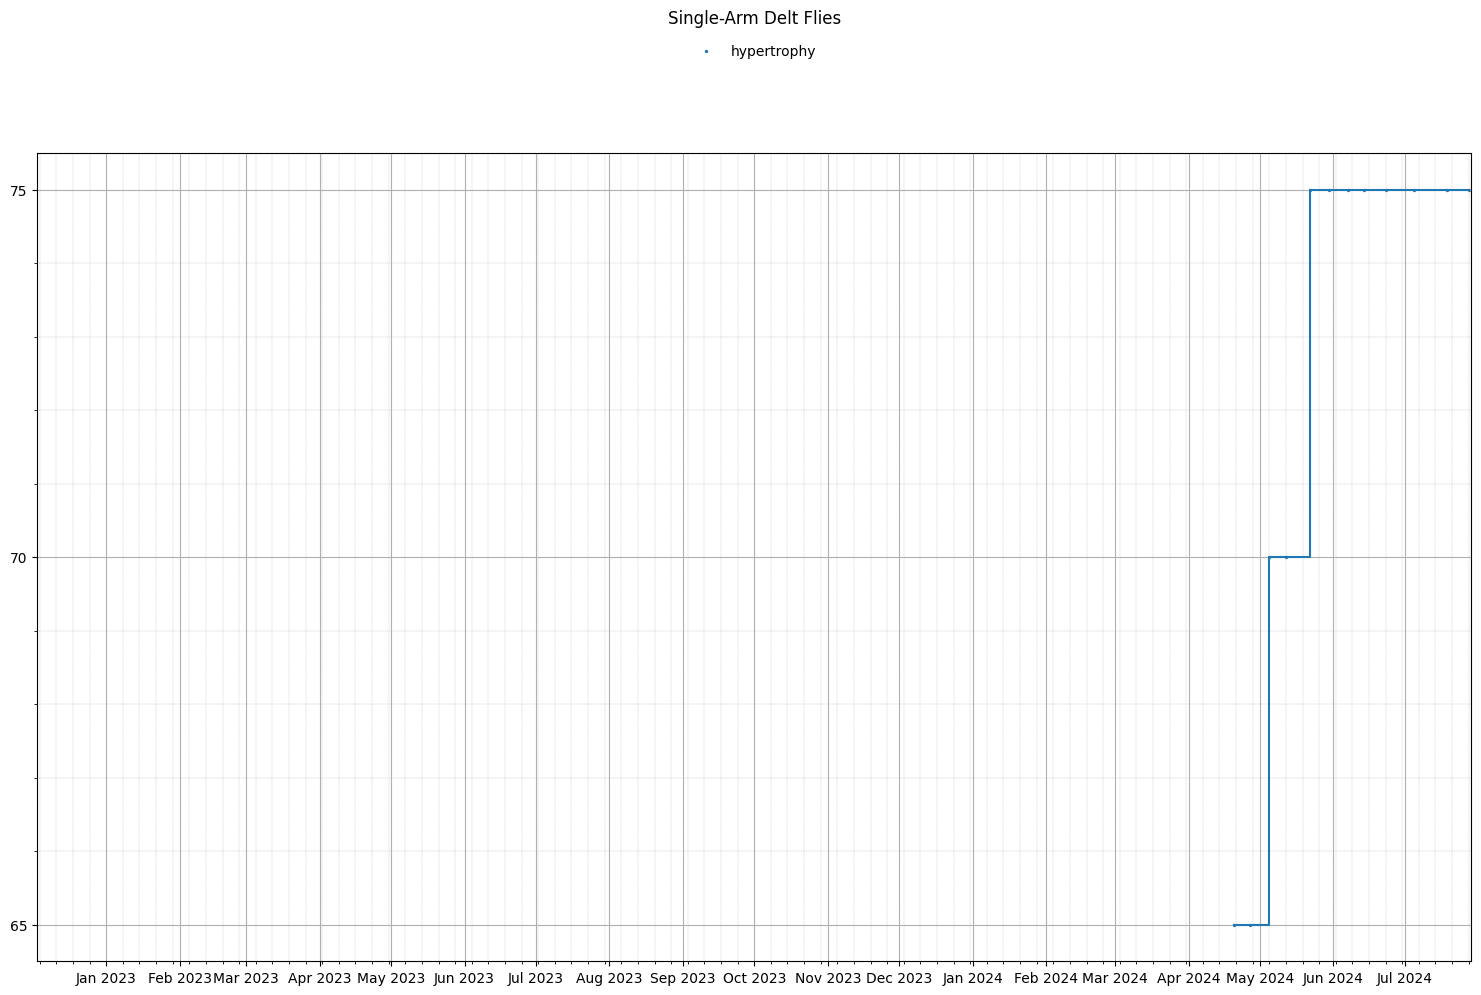 Single-Arm Delt Flies
hypertrophy
75
70
65
Jan 2023 Feb 2023 Mar 2023 Apr 2023 May 2023 Jun 2023 Jul 2023 Aug 2023 Sep 2023 Oct 2023 Nov 2023 Dec 2023 Jan 2024 Feb 2024 Mar 2024 Apr 2024 May 2024 Jun 2024 Jul 2024